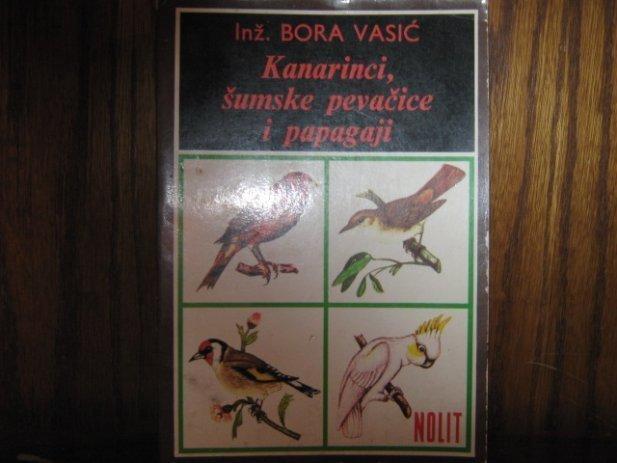 Inž. BORA VASIĆ
Kanarinci,
šumske pevačice
i papagaji
NOLIT